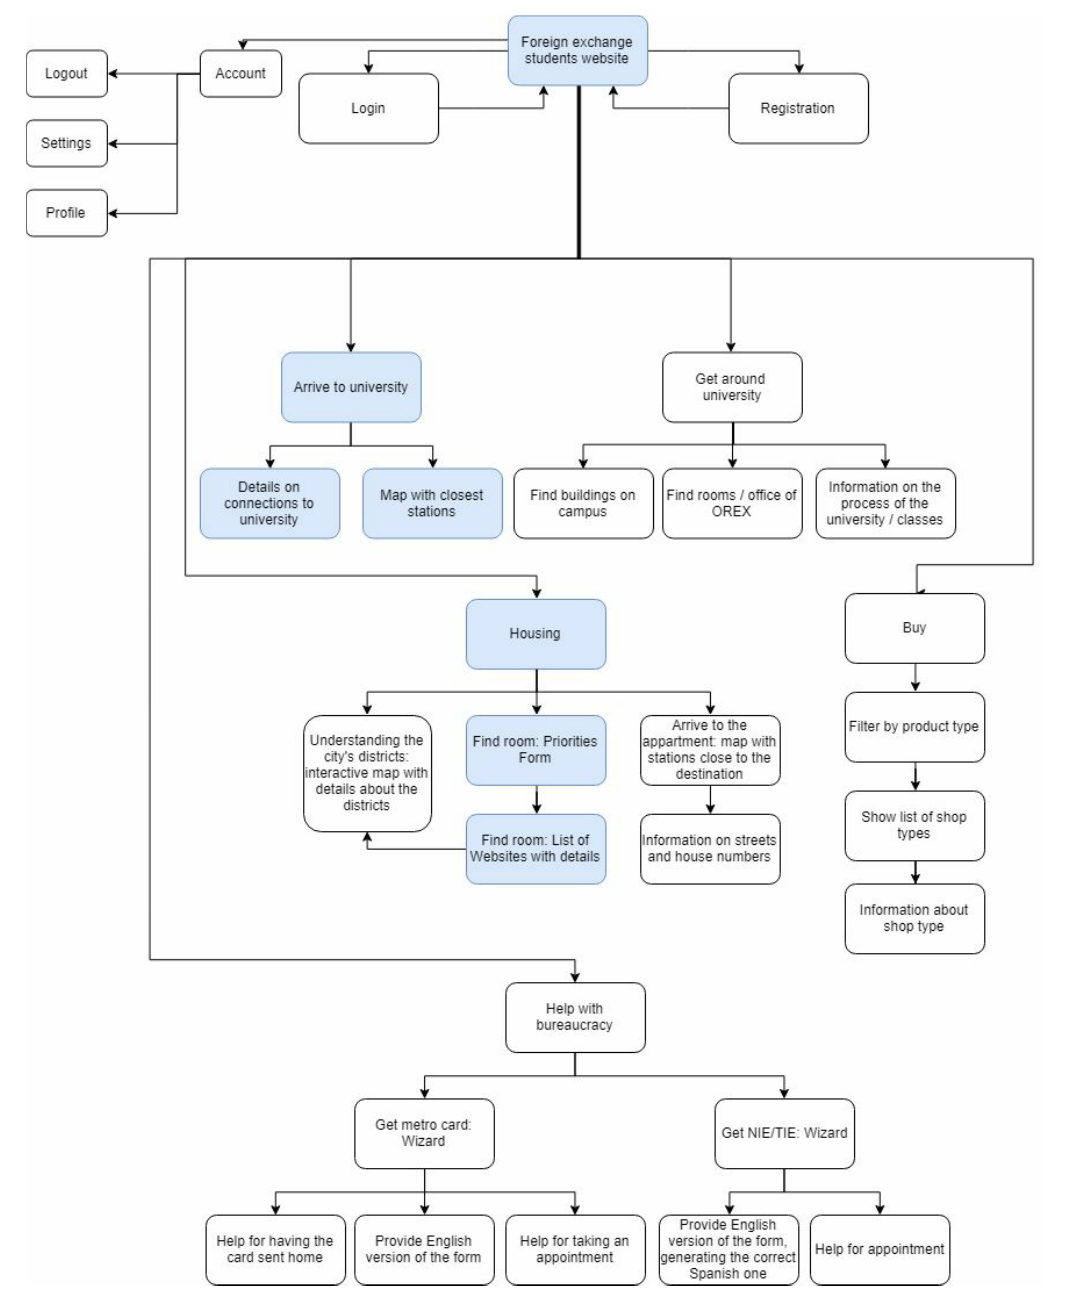 Foreign exchange
students website
Logout
Account
Login
Registration
Settings
Profile
Arrive to university
Get around
university
Details on
connections to
university
Map with closest
stations
Find buildings on
campus
Find rooms / office of
OREX
Information on the
process of the
university / classes
Housing
Buy
Understanding the
city's districts:
interactive map with
details about the
districts
Find room: Priorities
Form
Arrive to the
appartment: map with
stations close to the
destination
Filter by product type
Find room: List of
Websites with details
Information on streets
and house numbers
Show list of shop
types
Information about
shop type
Help with
bureaucracy
Get metro card:
Wizard
Get NIE/TIE: Wizard
Help for having the
card sent home
Provide English
version of the form
Help for taking an
appointment
Provide English
version of the form,
generating the correct
Spanish one
Help for appointment